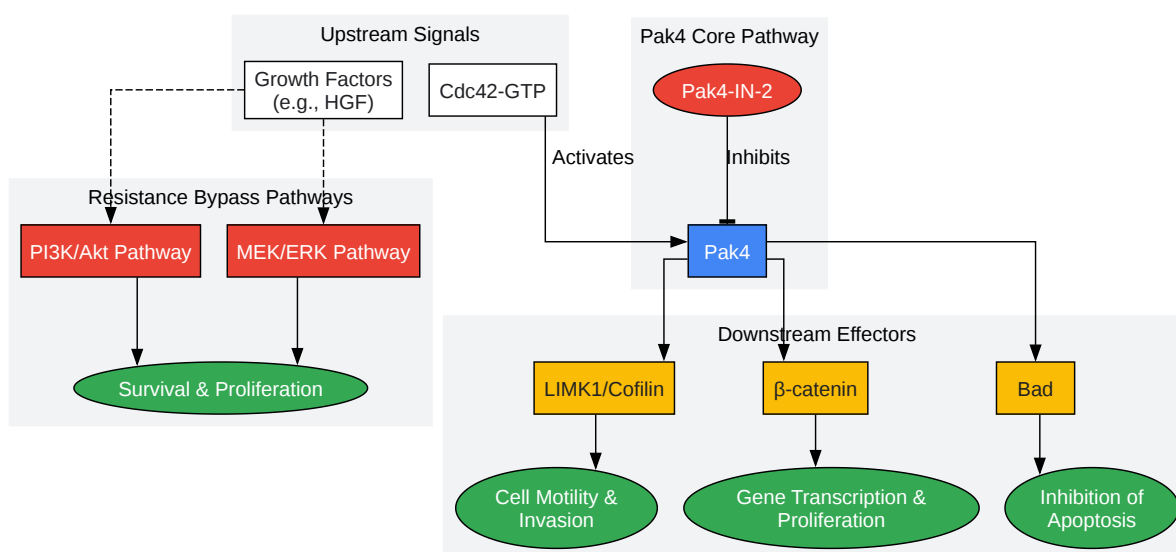 Upstream Signals
Pak4 Core Pathway
Growth Factors
(e.g., HGF)
Cdc42-GTP
Pak4-IN-2
Activates
Inhibits
Resistance Bypass Pathways
PI3K/Akt Pathway
MEK/ERK Pathway
Pak4
Downstream Effectors
Survival & Proliferation
LIMK1/Cofilin
β-catenin
Bad
Cell Motility &
Invasion
Gene Transcription &
Proliferation
Inhibition of
Apoptosis